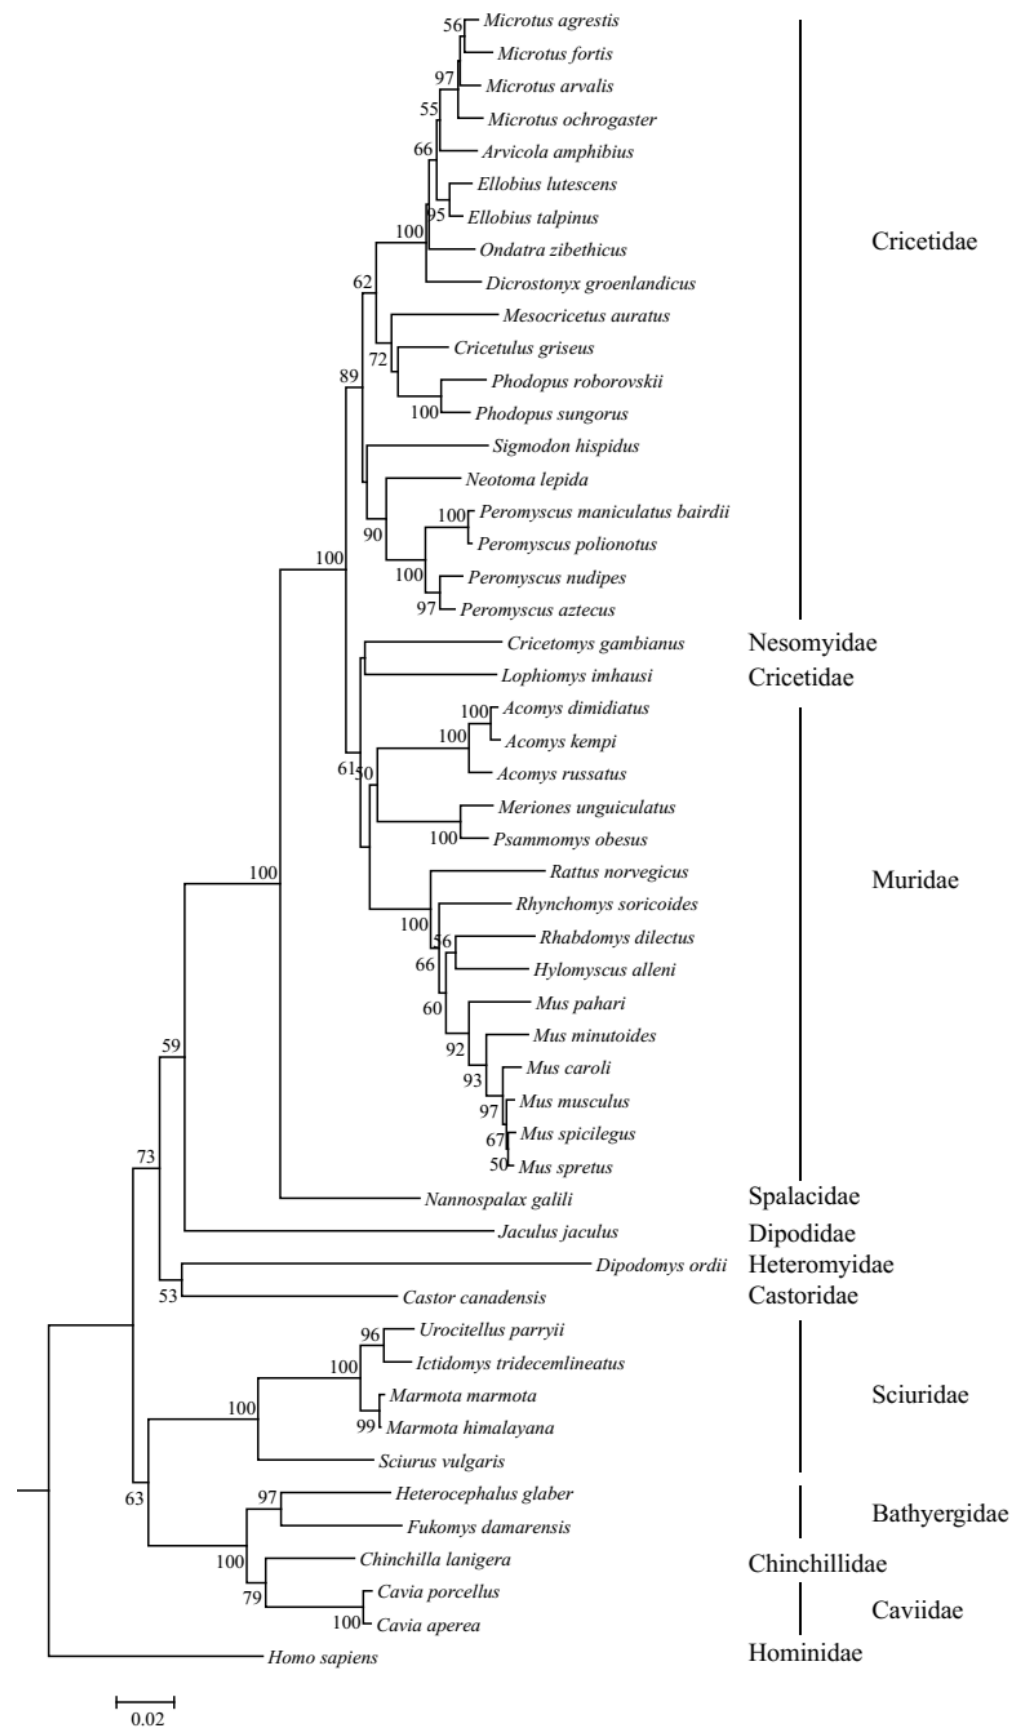 56
Microtus agrestis
Microtus fortis
97
Microtus arvalis
55
Microtus ochrogaster
66
Arvicola amphibius
Ellobius lutescens
95
Ellobius talpinus
100
Ondatra zibethicus
Cricetidae
62
Dicrostonyx groenlandicus
Mesocricetus auratus
72
Cricetulus griseus
89
Phodopus roborovskii
100
Phodopus sungorus
Sigmodon hispidus
Neotoma lepida
100
Peromyscus maniculatus bairdii
90
Peromyscus polionotus
100
100
Peromyscus nudipes
97
Peromyscus aztecus
Cricetomys gambianus
Nesomyidae
Lophiomys imhausi
Cricetidae
100
Acomys dimidiatus
100
Acomys kempi
61
50
Acomys russatus
Meriones unguiculatus
100
Psammomys obesus
100
Rattus norvegicus
Muridae
100
Rhynchomys soricoides
56
Rhabdomys dilectus
66
Hylomyscus alleni
60
Mus pahari
92
Mus minutoides
59
93
Mus caroli
97
Mus musculus
67
Mus spicilegus
73
50
Mus spretus
Nannospalax galili
Spalacidae
Jaculus jaculus
Dipodidae
Dipodomys ordii
Heteromyidae
53
Castor canadensis
Castoridae
96
Urocitellus parryii
100
Ictidomys tridecemlineatus
Marmota marmota
Sciuridae
100
99
Marmota himalayana
Sciurus vulgaris
63
97
Heterocephalus glaber
Fukomys damarensis
Bathyergidae
100
Chinchilla lanigera
Chinchillidae
79
Cavia porcellus
Caviidae
100
Cavia aperea
Homo sapiens
Hominidae
0.02